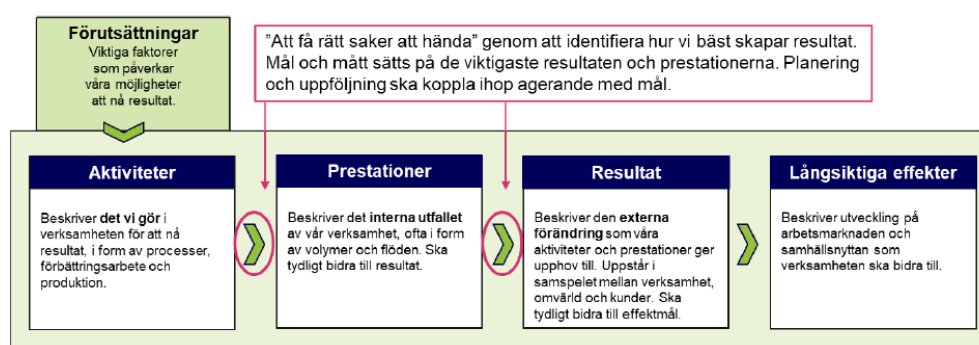 Förutsättningar
Viktiga faktorer
som påverkar
våra möjligheter
att nå resultat.
"Att få rätt saker att hända" genom att identifiera hur vi bäst skapar resultat.
Mål och mått sätts på de viktigaste resultaten och prestationerna. Planering
och uppföljning ska koppla ihop agerande med mål.
Aktiviteter
Beskriver det vi gör i
verksamheten för att nå
resultat, i form av processer,
förbättringsarbete och
produktion.
Prestationer
Beskriver det interna utfallet
av vår verksamhet, ofta i form
av volymer och flöden. Ska
tydligt bidra till resultat.
Resultat
Beskriver den externa
förändring som våra
aktiviteter och prestationer ger
upphov till. Uppstår i
samspelet mellan verksamhet,
omvärld och kunder. Ska
tydligt bidra till effektmål.
Långsiktiga effekter
Beskriver utveckling på
arbetsmarknaden och
samhällsnyttan som
verksamheten ska bidra till.